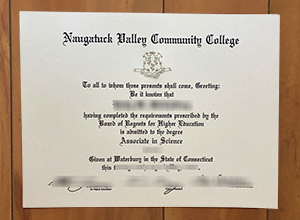 Naugatuck Valley Community College
To all to whom these presents shall come, Greeting:
Be it known that
having completed the requirements prescribed by the
Board of Regents for Higher Education
is admitted to the degree
Associate in Science
Given at Waterbury in the State of Connecticut